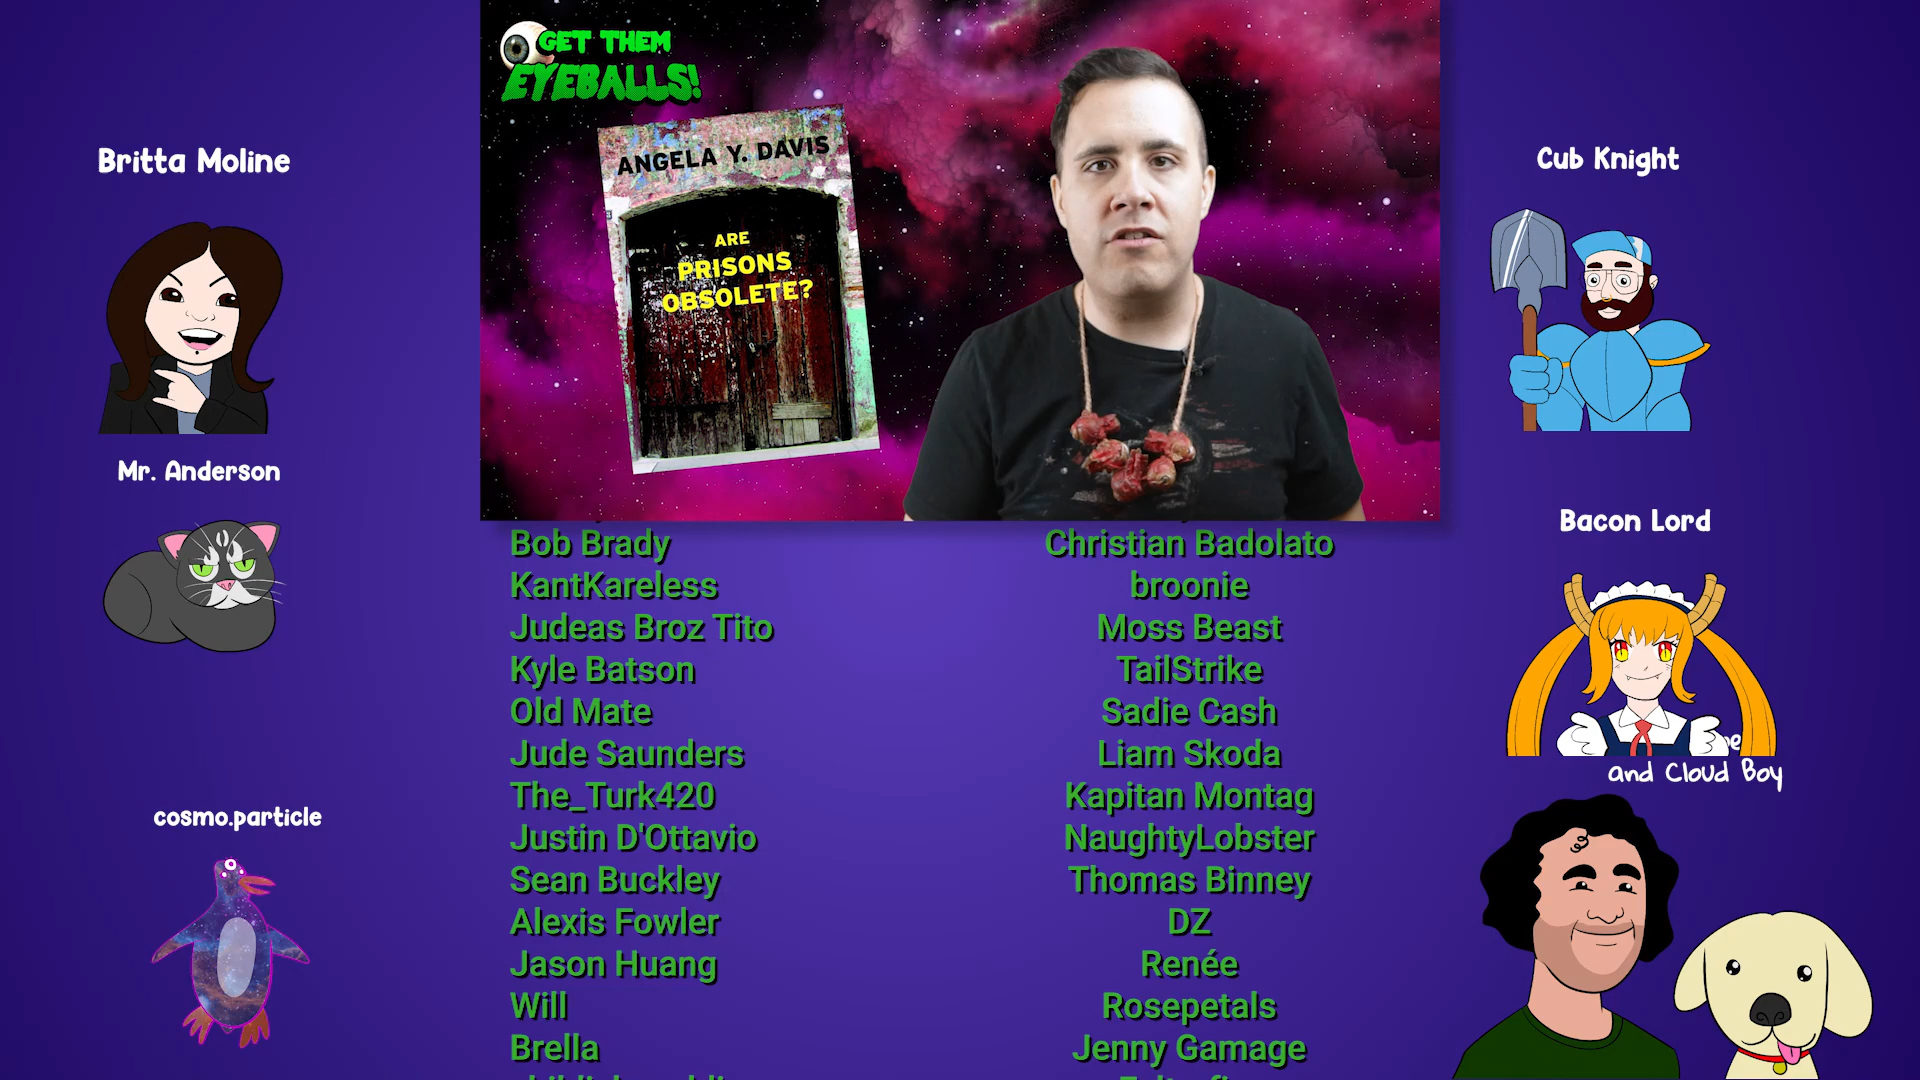 GET THEM
EYEBALLS!
ANGELA Y. DAVIS
ARE
PRISONS
OBSOLETE?
Britta Moline
Mr. Anderson
cosmo.particle
Bob Brady
KantKareless
Judeas Broz Tito
Kyle Batson
Old Mate
Jude Saunders
The_Turk420
Justin D'Ottavio
Sean Buckley
Alexis Fowler
Jason Huang
Will
Brella
Christian Badolato
broonie
Moss Beast
TailStrike
Sadie Cash
Liam Skoda
Kapitan Montag
NaughtyLobster
Thomas Binney
DZ
Renée
Rosepetals
Jenny Gamage
Cub Knight
Bacon Lord
and Cloud Boy